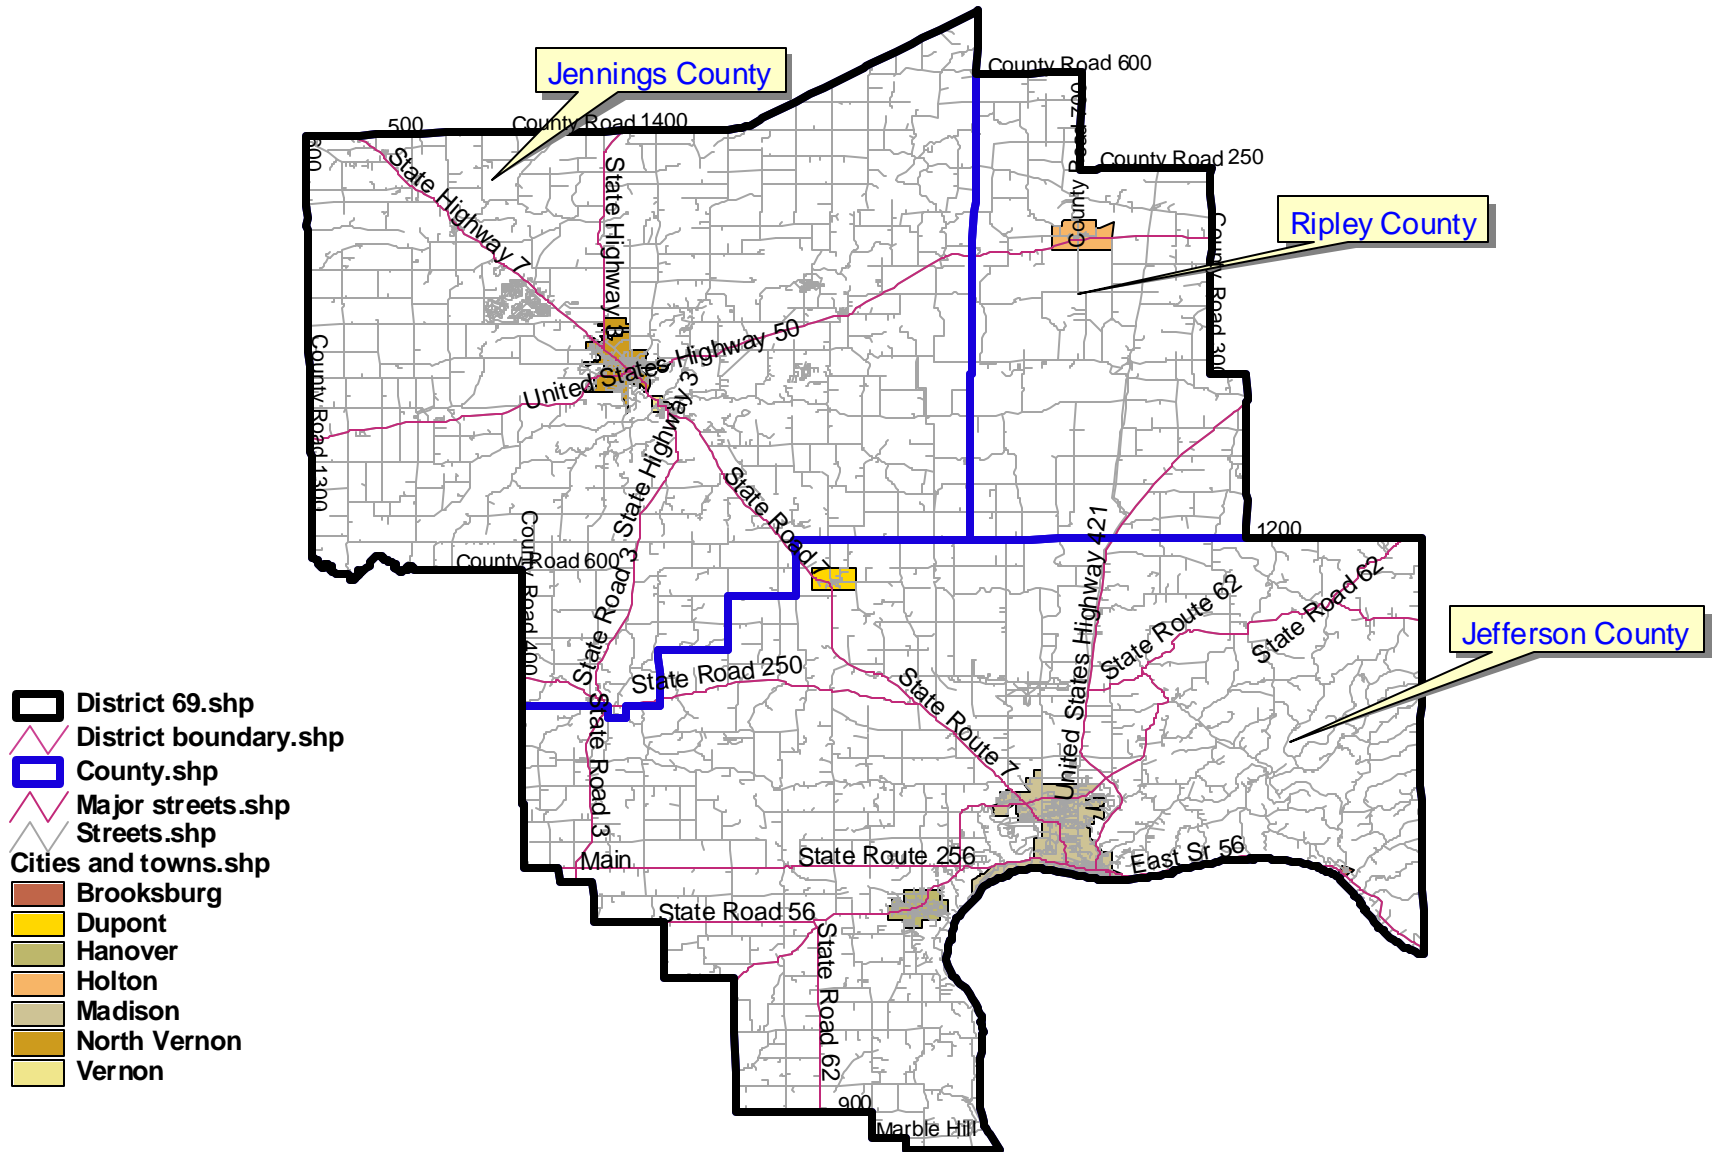 County Road 600
Jennings County
500
County Road 1400
600
County Road 700
County Road 250
State Highway 7
State Highway 3
Ripley County
County Road 300
County Road 1300
United States Highway 50
State Highway 3
State Road 7
County Road 400
County Road 600
State Road 3
1200
United States Highway 421
State Route 62
State Road 62
Jefferson County
State Road 250
State Route 7
State Road 3
Main
State Route 256
East Sr 56
State Road 56
State Road 62
900
Marble Hill
District 69.shp
District boundary.shp
County.shp
Major streets.shp
Streets.shp
Cities and towns.shp
Brooksburg
Dupont
Hanover
Holton
Madison
North Vernon
Vernon